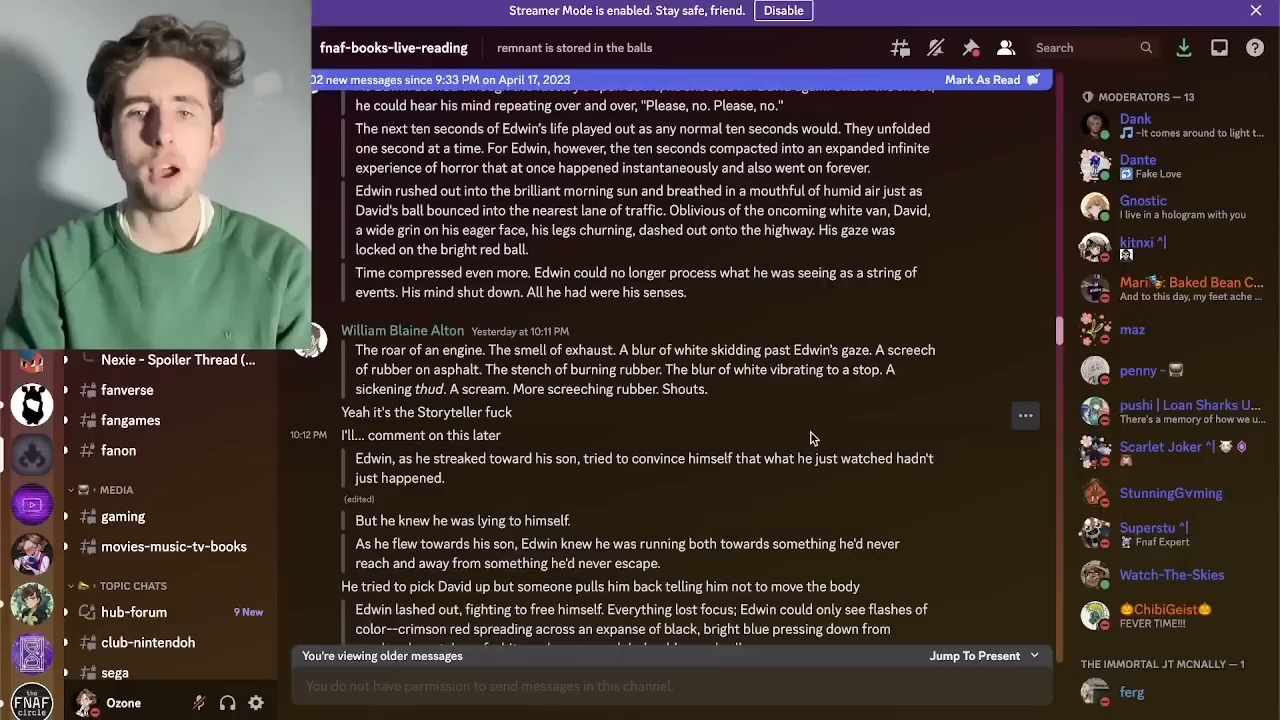 Streamer Mode is enabled. Stay safe, friend. Disable
fnaf-books-live-reading remnant is stored in the balls Search
02 new messages since 9:33 PM on April 17, 2023 Mark As Read
he could hear his mind repeating over and over, "Please, no. Please, no."
The next ten seconds of Edwin's life played out as any normal ten seconds would. They unfolded
one second at a time. For Edwin, however, the ten seconds compacted into an expanded infinite
experience of horror that at once happened instantaneously and also went on forever.
Edwin rushed out into the brilliant morning sun and breathed in a mouthful of humid air just as
David's ball bounced into the nearest lane of traffic. Oblivious of the oncoming white van, David,
a wide grin on his eager face, his legs churning, dashed out onto the highway. His gaze was
locked on the bright red ball.
Time compressed even more. Edwin could no longer process what he was seeing as a string of
events. His mind shut down. All he had were his senses.
William Blaine Alton Yesterday at 10:11 PM
The roar of an engine. The smell of exhaust. A blur of white skidding past Edwin's gaze. A screech
of rubber on asphalt. The stench of burning rubber. The blur of white vibrating to a stop. A
sickening thud. A scream. More screeching rubber. Shouts.
Yeah it's the Storyteller fuck
10:12 PM I'll... comment on this later
Edwin, as he streaked toward his son, tried to convince himself that what he just watched hadn't
just happened.
(edited)
But he knew he was lying to himself.
As he flew towards his son, Edwin knew he was running both towards something he'd never
reach and away from something he'd never escape.
He tried to pick David up but someone pulls him back telling him not to move the body
Edwin lashed out, fighting to free himself. Everything lost focus; Edwin could only see flashes of
color--crimson red spreading across an expanse of black, bright blue pressing down from
You're viewing older messages Jump To Present
You do not have permission to send messages in this channel.
Nexie - Spoiler Thread (...
fanverse
fangames
fanon
MEDIA
gaming
movies-music-tv-books
TOPIC CHATS
hub-forum 9 New
club-nintendoh
sega
Ozone
THE
FNAF
CIRCLE
MODERATORS — 13
Dank
~It comes around to light t...
Dante
Fake Love
Gnostic
I live in a hologram with you
kitnxi ^|
Mari : Baked Bean C...
And to this day, my feet ache ...
maz
penny -
pushi | Loan Sharks U...
There's a memory of how we u...
Scarlet Joker ^|
StunningG∀ming
Superstu ^|
Fnaf Expert
Watch-The-Skies
🎃ChibiGeist🎃
FEVER TIME!!!
THE IMMORTAL JT MCNALLY — 1
ferg